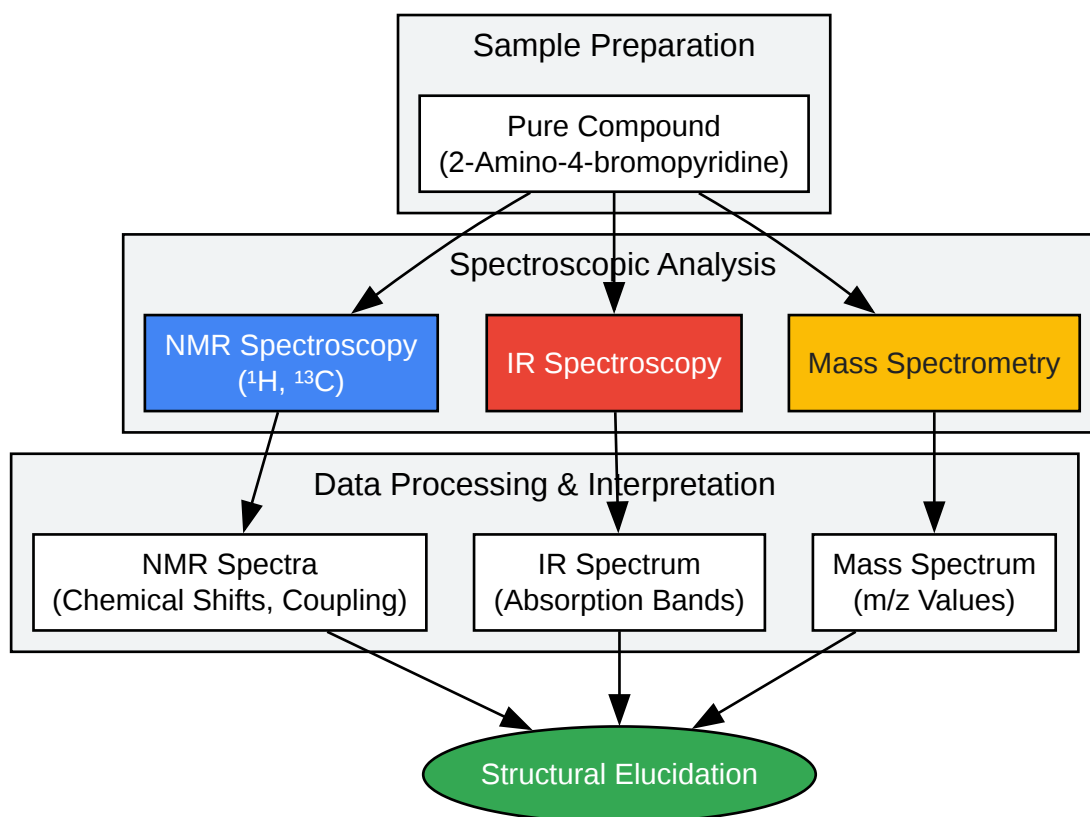 Sample Preparation
Pure Compound
(2-Amino-4-bromopyridine)
Spectroscopic Analysis
NMR Spectroscopy
(¹H, ¹³C)
IR Spectroscopy
Mass Spectrometry
Data Processing & Interpretation
NMR Spectra
(Chemical Shifts, Coupling)
IR Spectrum
(Absorption Bands)
Mass Spectrum
(m/z Values)
Structural Elucidation